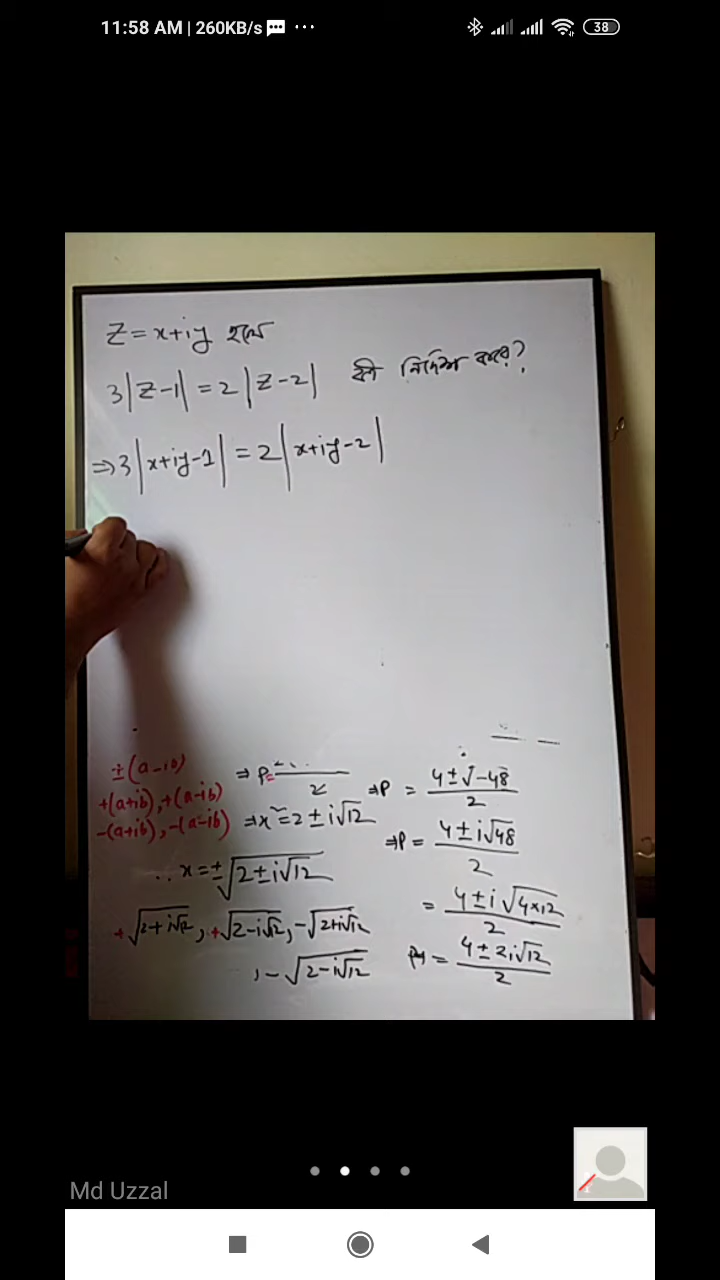 11:58 AM | 260KB/s ...
38
Z = x+iy হলে
3|Z-1| = 2|Z-2| কী নির্দেশ করে?
⇒3|x+iy-1| = 2|x+iy-2|
±(a-ib)
+(a+ib), +(a-ib)
-(a+ib), -(a-ib)
⇒ P=
2
⇒x² = 2 ± i√12
∴ x = ±√(2 ± i√12)
+√(2+i√12), +√(2-i√12), -√(2+i√12)
, -√(2-i√12)
⇒P = (4 ± √-48)/2
⇒P = (4 ± i√48)/2
= (4 ± i√(4×12))/2
= (4 ± 2i√12)/2
Md Uzzal